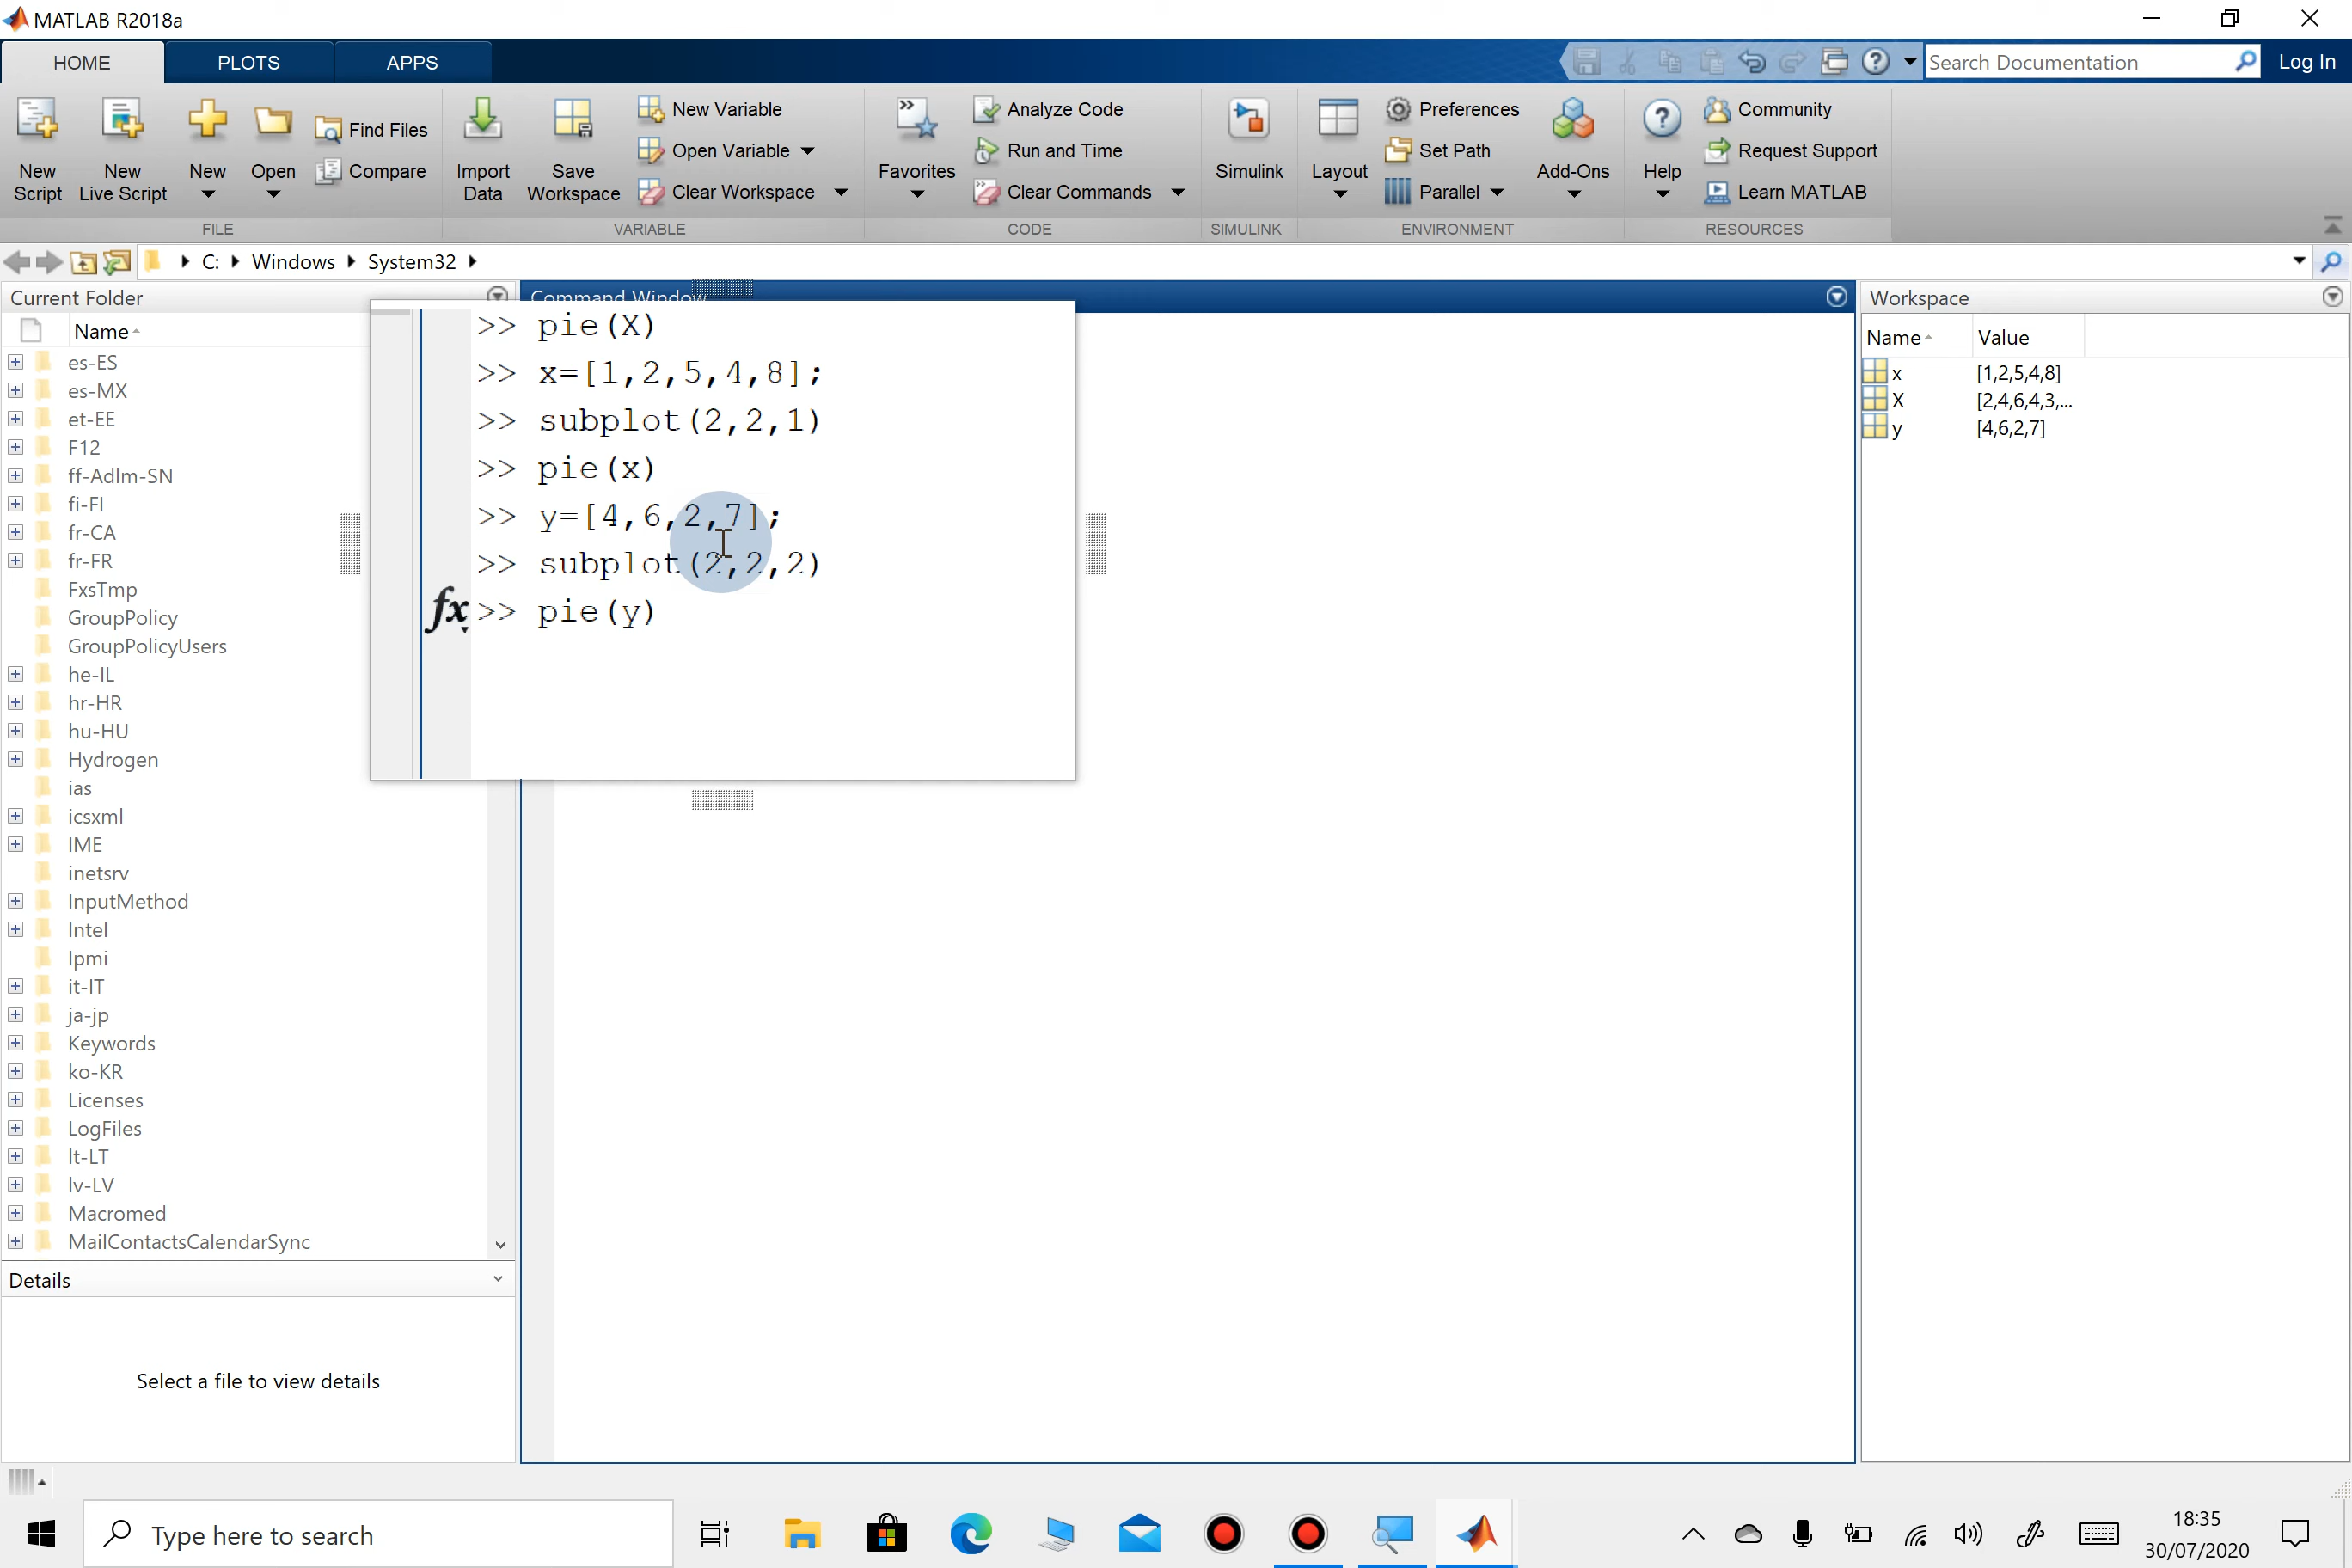 MATLAB R2018a
HOME
PLOTS
APPS
Search Documentation
Log In
New Script
New Live Script
New
Open
Find Files
Compare
Import Data
Save Workspace
New Variable
Open Variable
Clear Workspace
Favorites
Analyze Code
Run and Time
Clear Commands
Simulink
Layout
Preferences
Set Path
Parallel
Add-Ons
Help
Community
Request Support
Learn MATLAB
FILE
VARIABLE
CODE
SIMULINK
ENVIRONMENT
RESOURCES
C: Windows System32
Current Folder
Name
es-ES
es-MX
et-EE
F12
ff-Adlm-SN
fi-FI
fr-CA
fr-FR
FxsTmp
GroupPolicy
GroupPolicyUsers
he-IL
hr-HR
hu-HU
Hydrogen
ias
icsxml
IME
inetsrv
InputMethod
Intel
Ipmi
it-IT
ja-jp
Keywords
ko-KR
Licenses
LogFiles
lt-LT
lv-LV
Macromed
MailContactsCalendarSync
Details
Select a file to view details
Command Window
>> pie(X)
>> x=[1,2,5,4,8];
>> subplot(2,2,1)
>> pie(x)
>> y=[4,6,2,7];
>> subplot(2,2,2)
fx >> pie(y)
Workspace
Name Value
x [1,2,5,4,8]
X [2,4,6,4,3,...
y [4,6,2,7]
Type here to search
18:35
30/07/2020